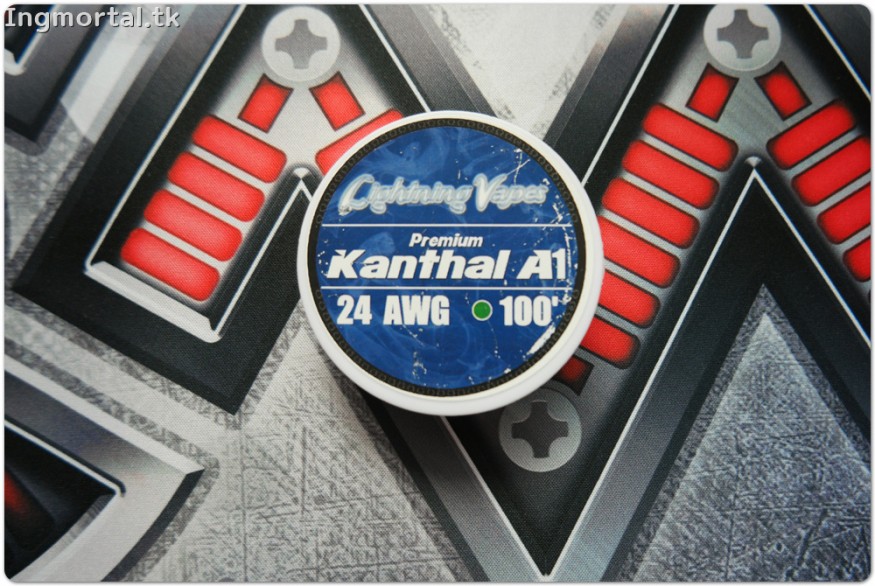 Ingmortal.tk
Lightning Vapes
Premium
Kanthal A1
24 AWG 100'